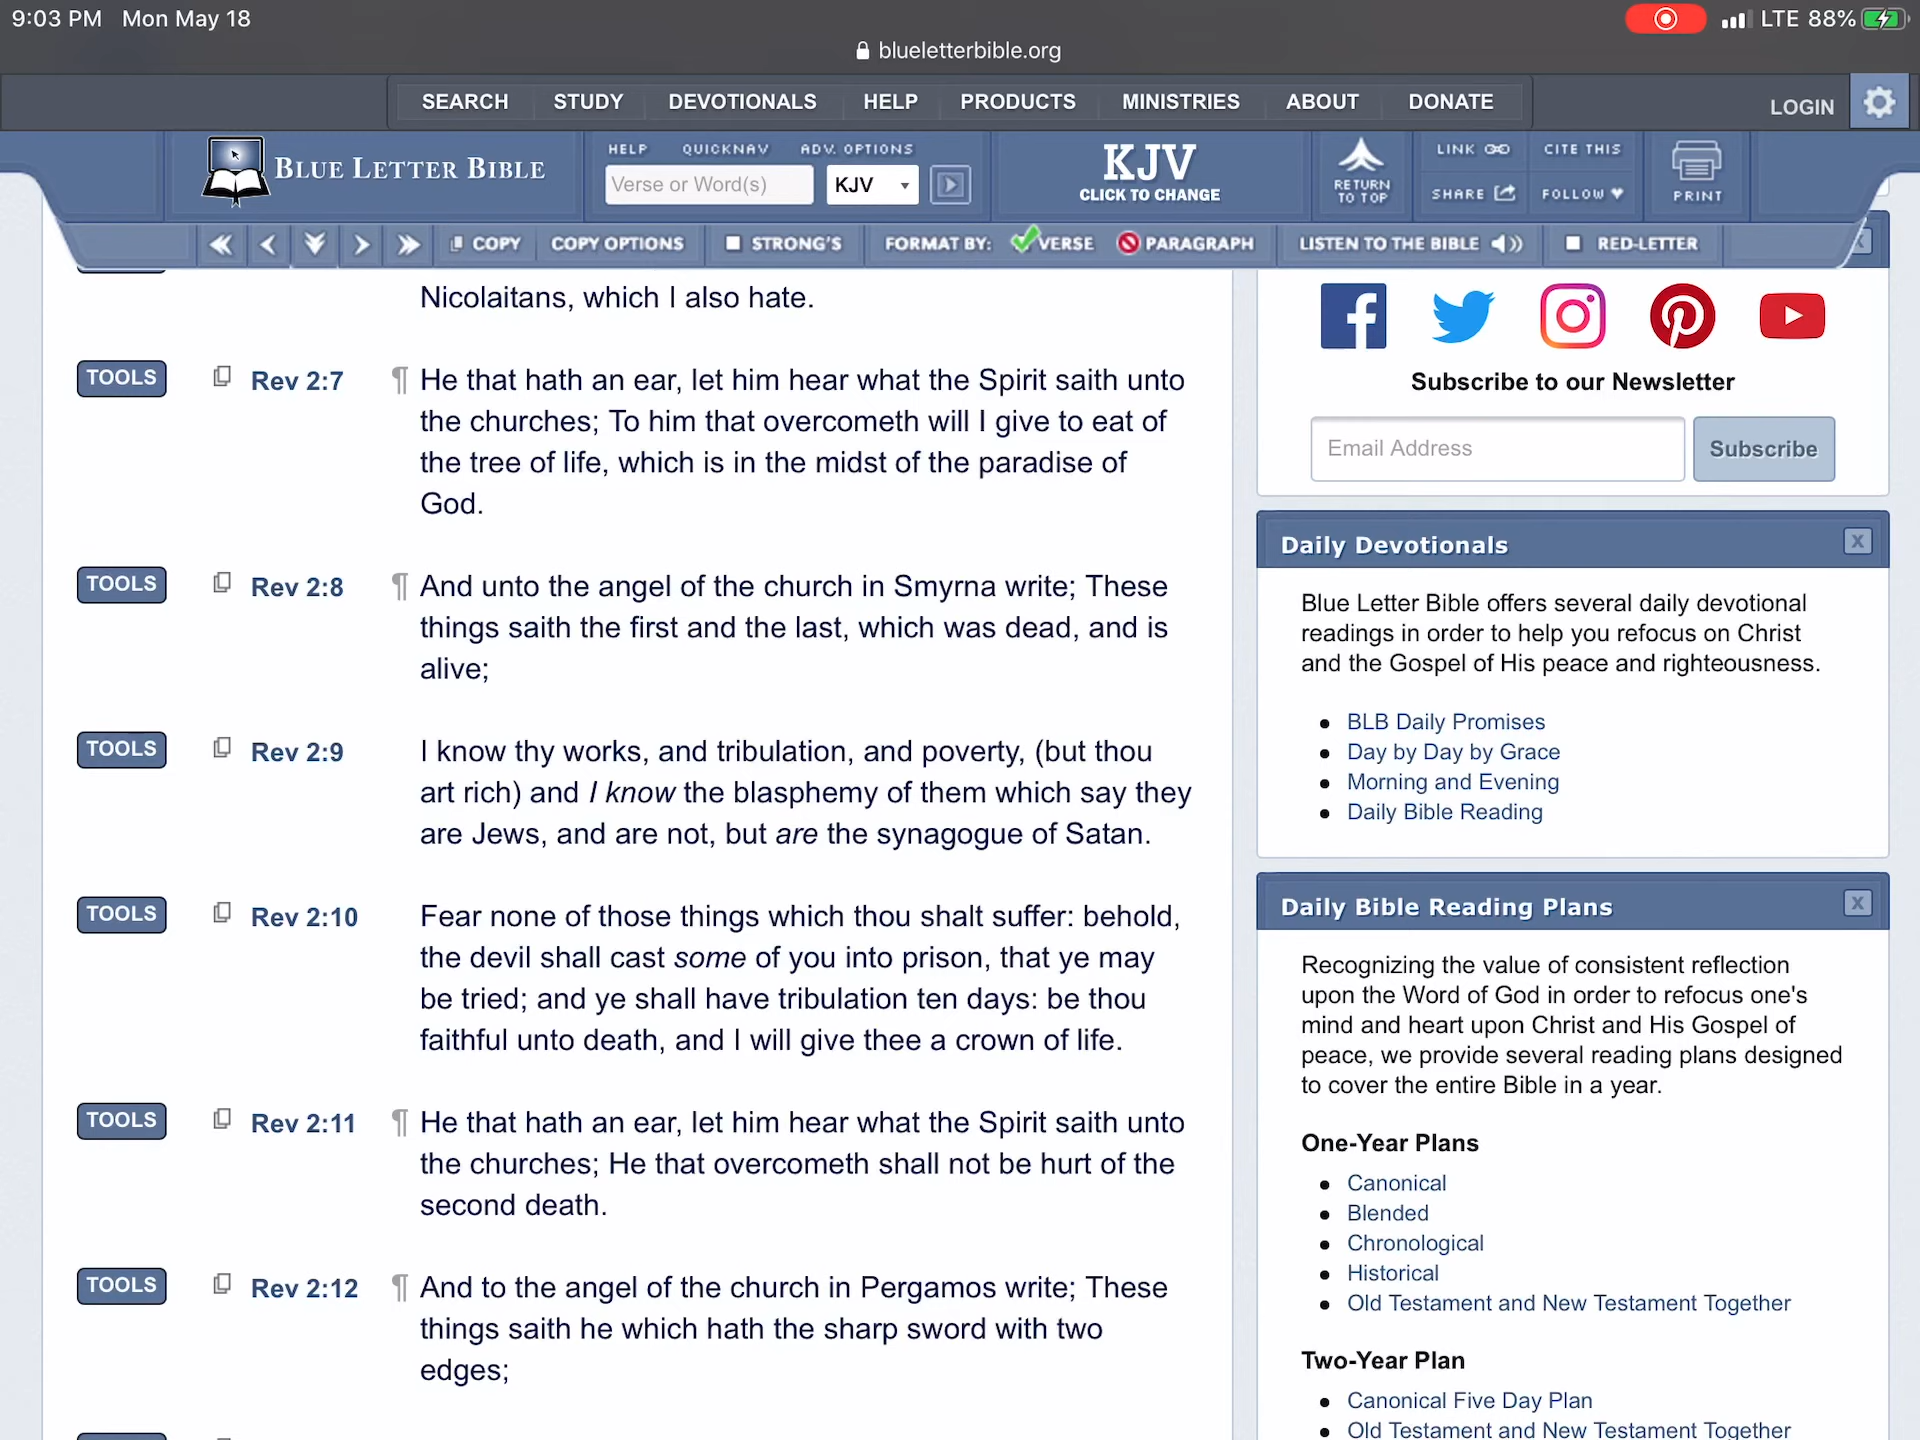 9:03 PM Mon May 18
LTE 88%
blueletterbible.org
SEARCH STUDY DEVOTIONALS HELP PRODUCTS MINISTRIES ABOUT DONATE
LOGIN
BLUE LETTER BIBLE
HELP QUICKNAV ADV. OPTIONS
Verse or Word(s)
KJV
KJV
CLICK TO CHANGE
RETURN
TO TOP
LINK
CITE THIS
SHARE
FOLLOW
PRINT
COPY COPY OPTIONS STRONG'S FORMAT BY: VERSE PARAGRAPH LISTEN TO THE BIBLE RED-LETTER
Nicolaitans, which I also hate.
TOOLS Rev 2:7 ¶ He that hath an ear, let him hear what the Spirit saith unto
the churches; To him that overcometh will I give to eat of
the tree of life, which is in the midst of the paradise of
God.
TOOLS Rev 2:8 ¶ And unto the angel of the church in Smyrna write; These
things saith the first and the last, which was dead, and is
alive;
TOOLS Rev 2:9 I know thy works, and tribulation, and poverty, (but thou
art rich) and I know the blasphemy of them which say they
are Jews, and are not, but are the synagogue of Satan.
TOOLS Rev 2:10 Fear none of those things which thou shalt suffer: behold,
the devil shall cast some of you into prison, that ye may
be tried; and ye shall have tribulation ten days: be thou
faithful unto death, and I will give thee a crown of life.
TOOLS Rev 2:11 ¶ He that hath an ear, let him hear what the Spirit saith unto
the churches; He that overcometh shall not be hurt of the
second death.
TOOLS Rev 2:12 ¶ And to the angel of the church in Pergamos write; These
things saith he which hath the sharp sword with two
edges;
Subscribe to our Newsletter
Email Address
Subscribe
Daily Devotionals
X
Blue Letter Bible offers several daily devotional
readings in order to help you refocus on Christ
and the Gospel of His peace and righteousness.
BLB Daily Promises
Day by Day by Grace
Morning and Evening
Daily Bible Reading
Daily Bible Reading Plans
X
Recognizing the value of consistent reflection
upon the Word of God in order to refocus one's
mind and heart upon Christ and His Gospel of
peace, we provide several reading plans designed
to cover the entire Bible in a year.
One-Year Plans
Canonical
Blended
Chronological
Historical
Old Testament and New Testament Together
Two-Year Plan
Canonical Five Day Plan
Old Testament and New Testament Together